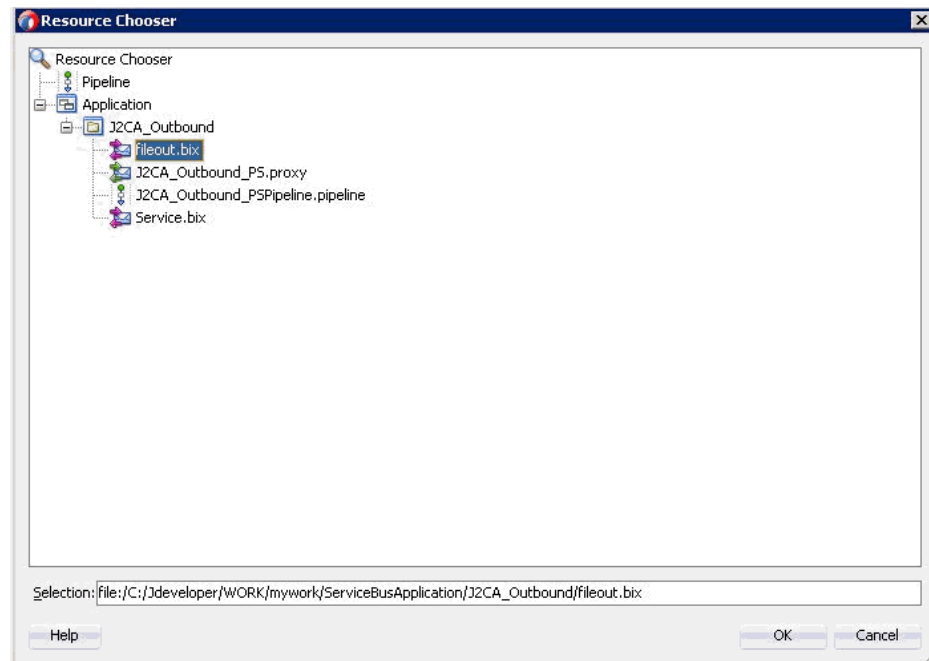 Resource Chooser
Resource Chooser
Pipeline
Application
J2CA_Outbound
fileout.bix
J2CA_Outbound_PS.proxy
J2CA_Outbound_PSPipeline.pipeline
Service.bix
Selection: file:/C:/Jdeveloper/WORK/mywork/ServiceBusApplication/J2CA_Outbound/fileout.bix
Help OK Cancel